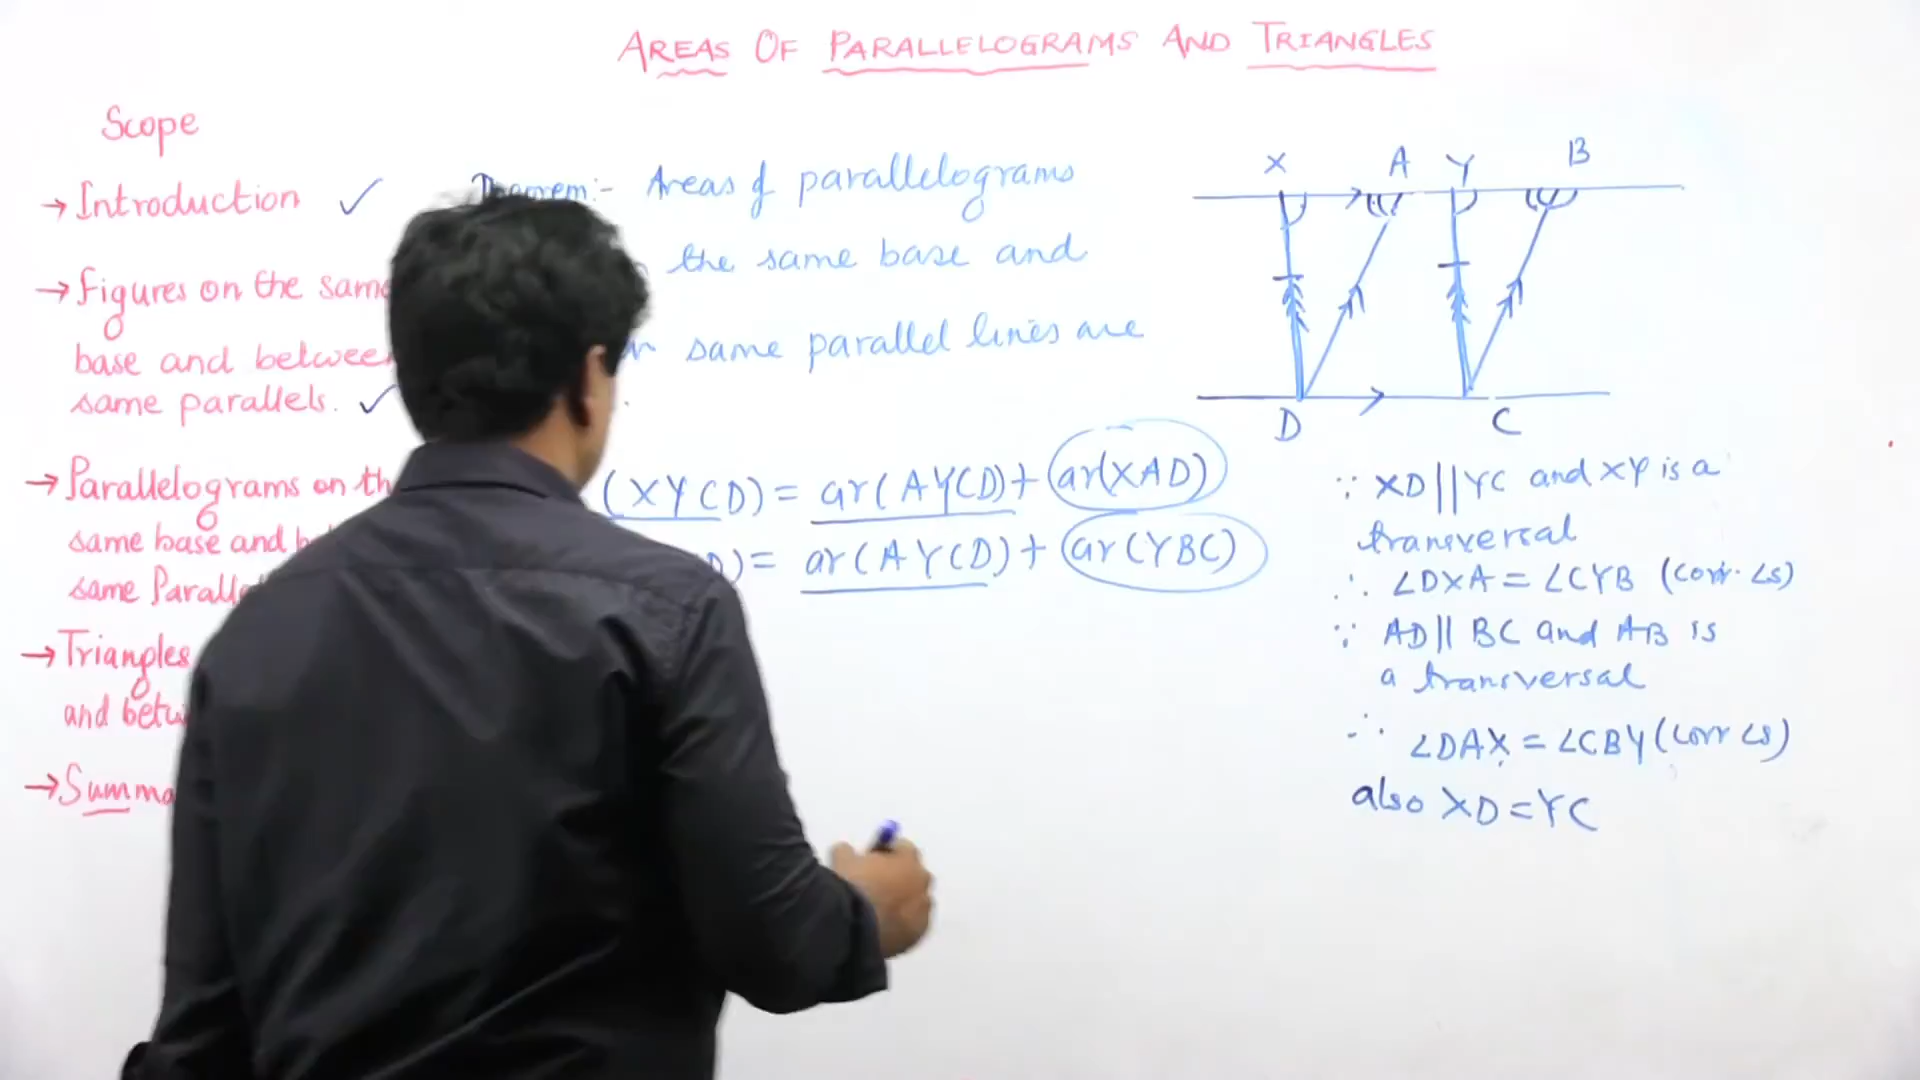 AREAS OF PARALLELOGRAMS AND TRIANGLES
Scope
→ Introduction ✓
→ Figures on the same
base and between
same parallels. ✓
→ Parallelograms on th
same base and b
same Parall
→ Triangles
and betw
→ Summa
Theorem:- Areas of parallelograms
the same base and
same parallel lines are
(XYCD) = ar(AYCD) + ar(XAD)
D) = ar(AYCD) + ar(YBC)
X A Y B
D C
∵ XD||YC and XY is a
transversal
∴ ∠DXA = ∠CYB (corr. ∠s)
∵ AD||BC and AB is
a transversal
∴ ∠DAX = ∠CBY (corr ∠s)
also XD = YC